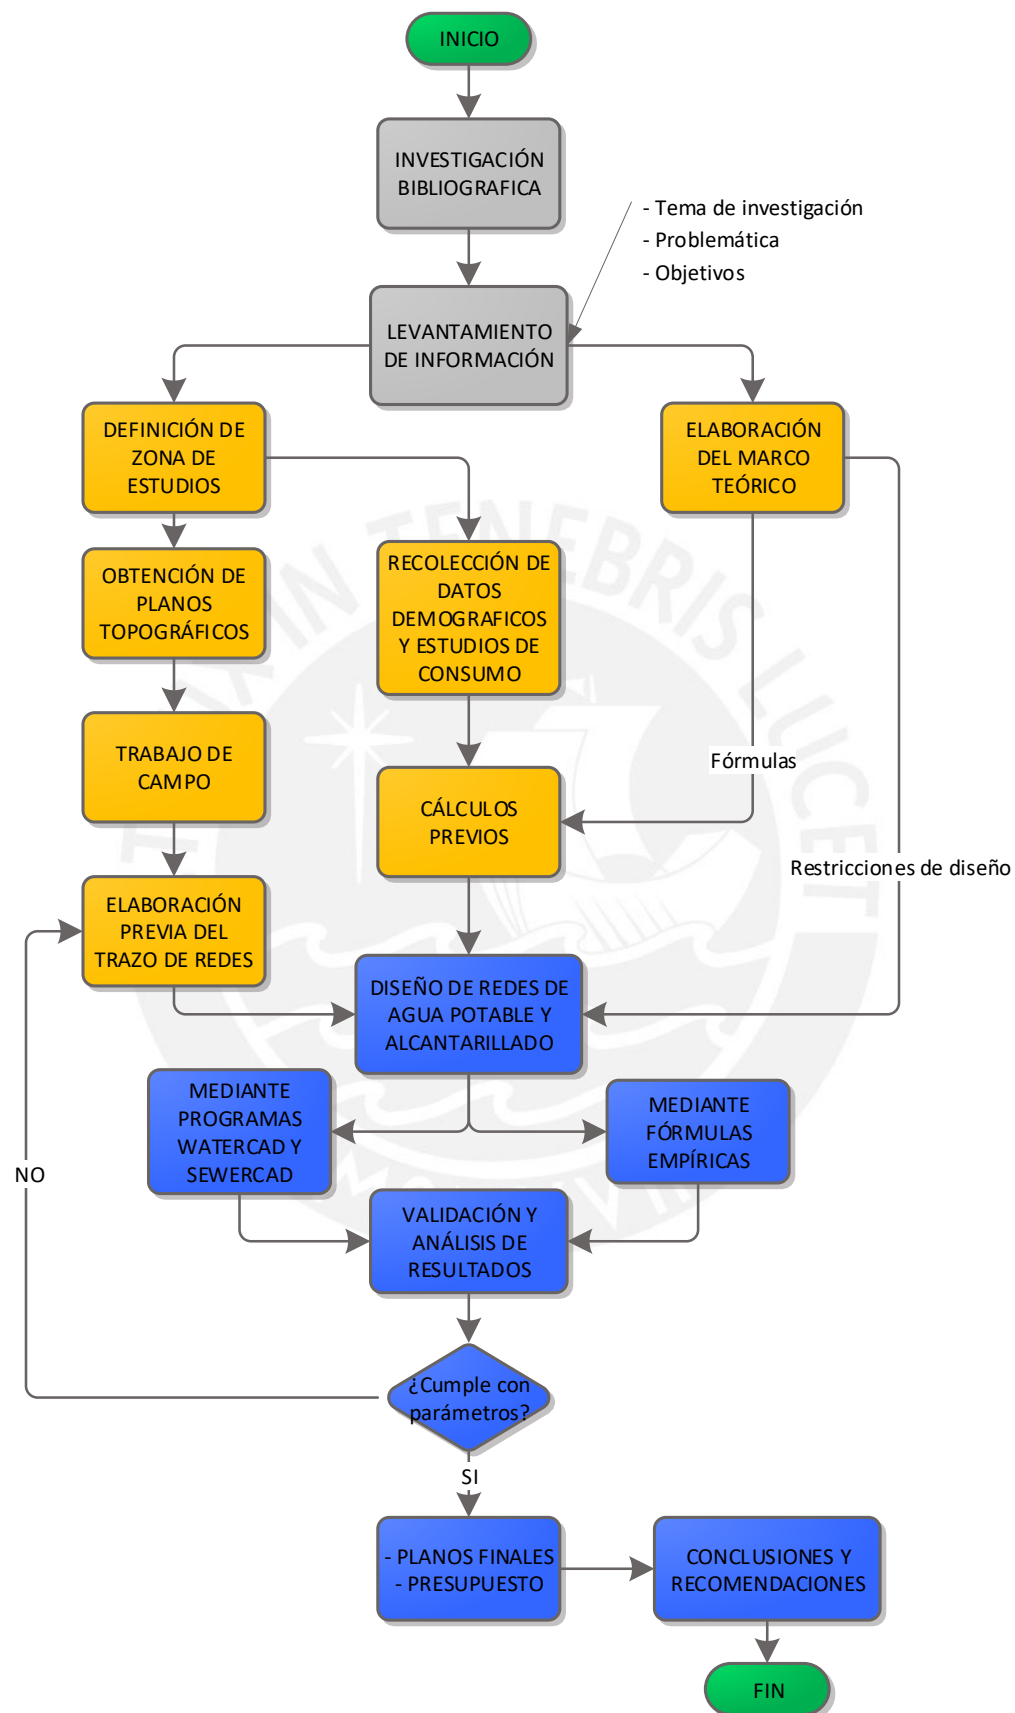 INICIO
INVESTIGACIÓN
BIBLIOGRAFICA
- Tema de investigación
- Problemática
- Objetivos
LEVANTAMIENTO
DE INFORMACIÓN
DEFINICIÓN DE
ZONA DE
ESTUDIOS
ELABORACIÓN
DEL MARCO
TEÓRICO
OBTENCIÓN DE
PLANOS
TOPOGRÁFICOS
RECOLECCIÓN DE
DATOS
DEMOGRAFICOS
Y ESTUDIOS DE
CONSUMO
TRABAJO DE
CAMPO
Fórmulas
CÁLCULOS
PREVIOS
Restricciones de diseño
ELABORACIÓN
PREVIA DEL
TRAZO DE REDES
DISEÑO DE REDES DE
AGUA POTABLE Y
ALCANTARILLADO
MEDIANTE
PROGRAMAS
WATERCAD Y
SEWERCAD
MEDIANTE
FÓRMULAS
EMPÍRICAS
NO
VALIDACIÓN Y
ANÁLISIS DE
RESULTADOS
¿Cumple con
parámetros?
SI
- PLANOS FINALES
- PRESUPUESTO
CONCLUSIONES Y
RECOMENDACIONES
FIN
IN TENEBRIS LUCET